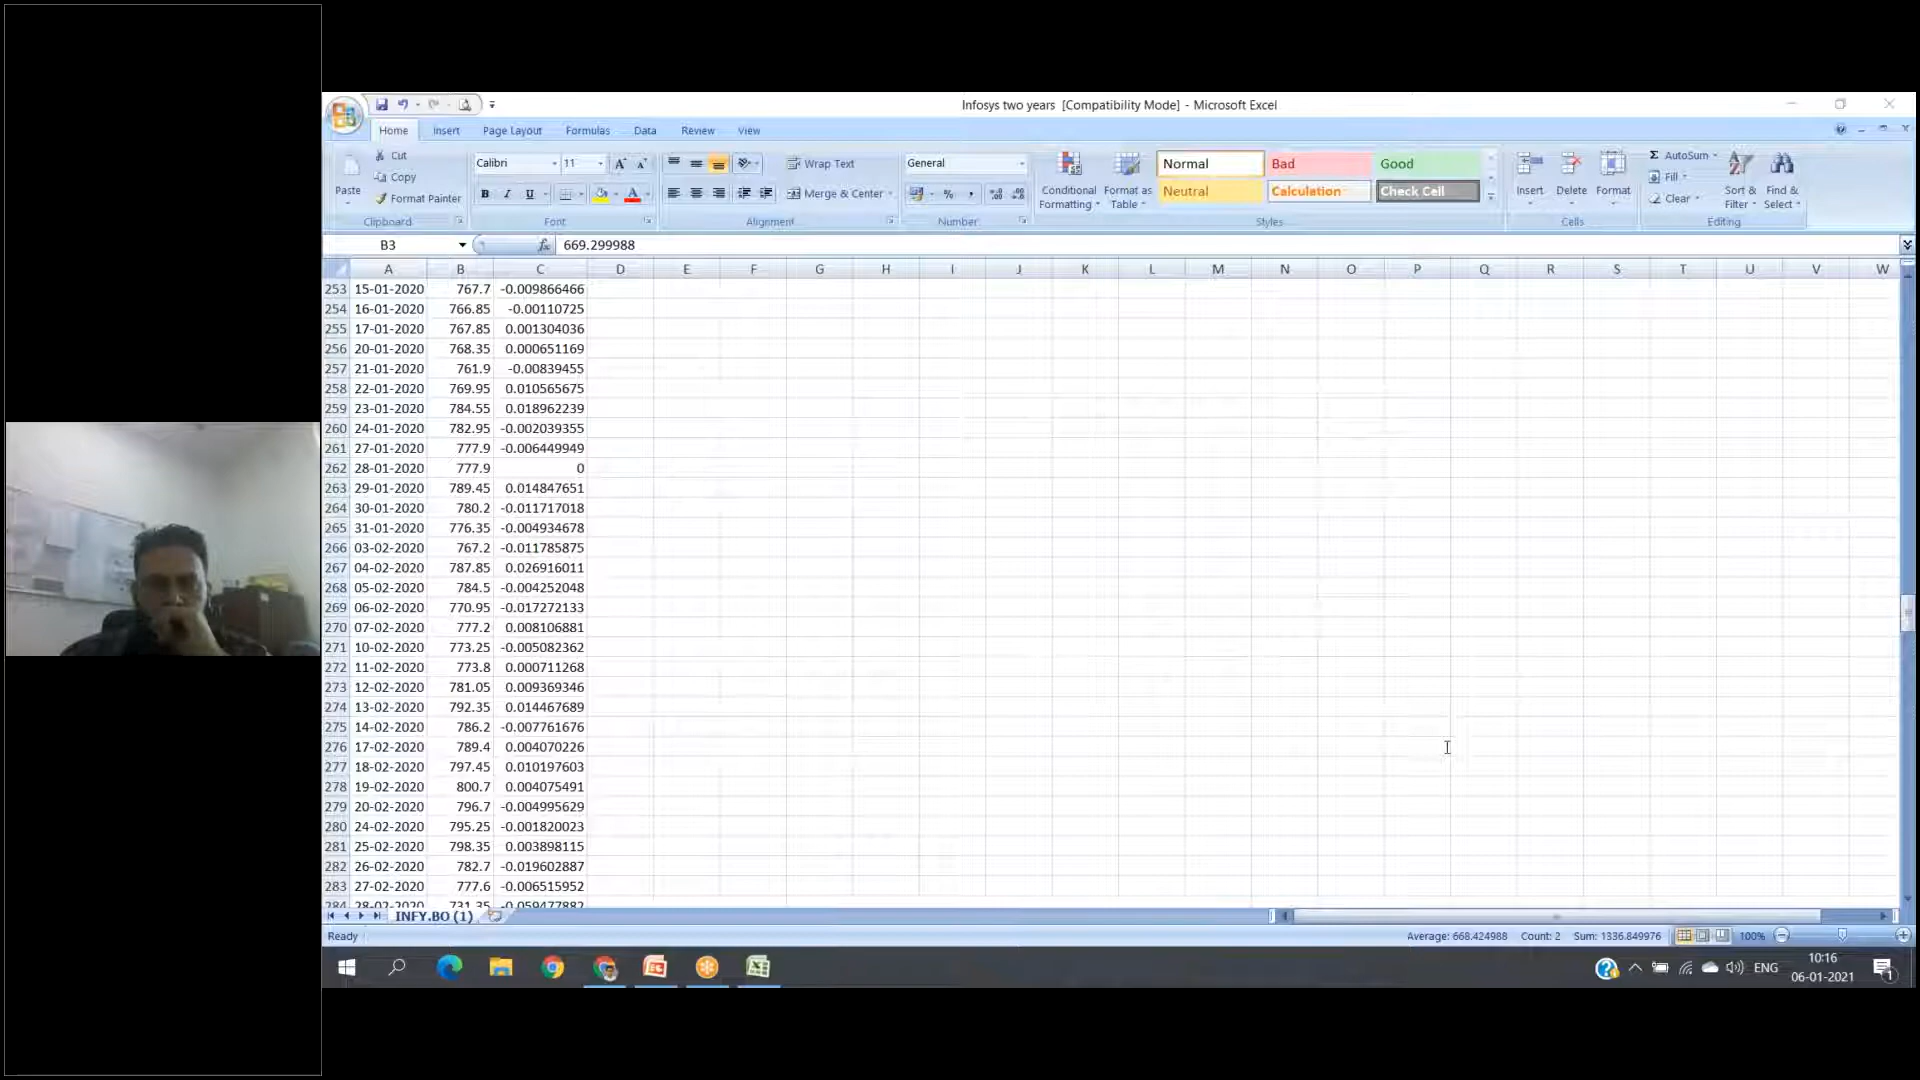 Infosys two years [Compatibility Mode] - Microsoft Excel
Home Insert Page Layout Formulas Data Review View
Paste
Cut
Copy
Format Painter
Clipboard
Calibri 11
B I U
Font
Wrap Text
Merge & Center
Alignment
General
Number
Conditional Formatting
Format as Table
Normal Bad Good
Neutral Calculation Check Cell
Styles
Insert Delete Format
Cells
Σ AutoSum
Fill
Clear
Sort & Filter
Find & Select
Editing
B3 fx 669.299988
A B C D E F G H I J K L M N O P Q R S T U V W
253 15-01-2020 767.7 -0.009866466
254 16-01-2020 766.85 -0.00110725
255 17-01-2020 767.85 0.001304036
256 20-01-2020 768.35 0.000651169
257 21-01-2020 761.9 -0.00839455
258 22-01-2020 769.95 0.010565675
259 23-01-2020 784.55 0.018962239
260 24-01-2020 782.95 -0.002039355
261 27-01-2020 777.9 -0.006449949
262 28-01-2020 777.9 0
263 29-01-2020 789.45 0.014847651
264 30-01-2020 780.2 -0.011717018
265 31-01-2020 776.35 -0.004934678
266 03-02-2020 767.2 -0.011785875
267 04-02-2020 787.85 0.026916011
268 05-02-2020 784.5 -0.004252048
269 06-02-2020 770.95 -0.017272133
270 07-02-2020 777.2 0.008106881
271 10-02-2020 773.25 -0.005082362
272 11-02-2020 773.8 0.000711268
273 12-02-2020 781.05 0.009369346
274 13-02-2020 792.35 0.014467689
275 14-02-2020 786.2 -0.007761676
276 17-02-2020 789.4 0.004070226
277 18-02-2020 797.45 0.010197603
278 19-02-2020 800.7 0.004075491
279 20-02-2020 796.7 -0.004995629
280 24-02-2020 795.25 -0.001820023
281 25-02-2020 798.35 0.003898115
282 26-02-2020 782.7 -0.019602887
283 27-02-2020 777.6 -0.006515952
284 28-02-2020 731.35 -0.059477882
INFY.BO (1)
Ready Average: 668.424988 Count: 2 Sum: 1336.849976 100%
ENG 10:16
06-01-2021